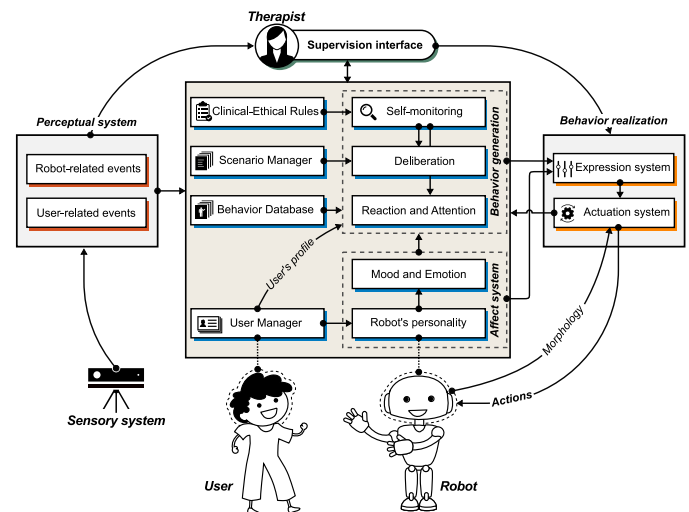 Therapist
Supervision interface
Perceptual system
Robot-related events
User-related events
Clinical-Ethical Rules
Scenario Manager
Behavior Database
User Manager
User's profile
Self-monitoring
Deliberation
Reaction and Attention
Behavior generation
Mood and Emotion
Robot's personality
Affect system
Behavior realization
Expression system
Actuation system
Morphology
Actions
Sensory system
User
Robot